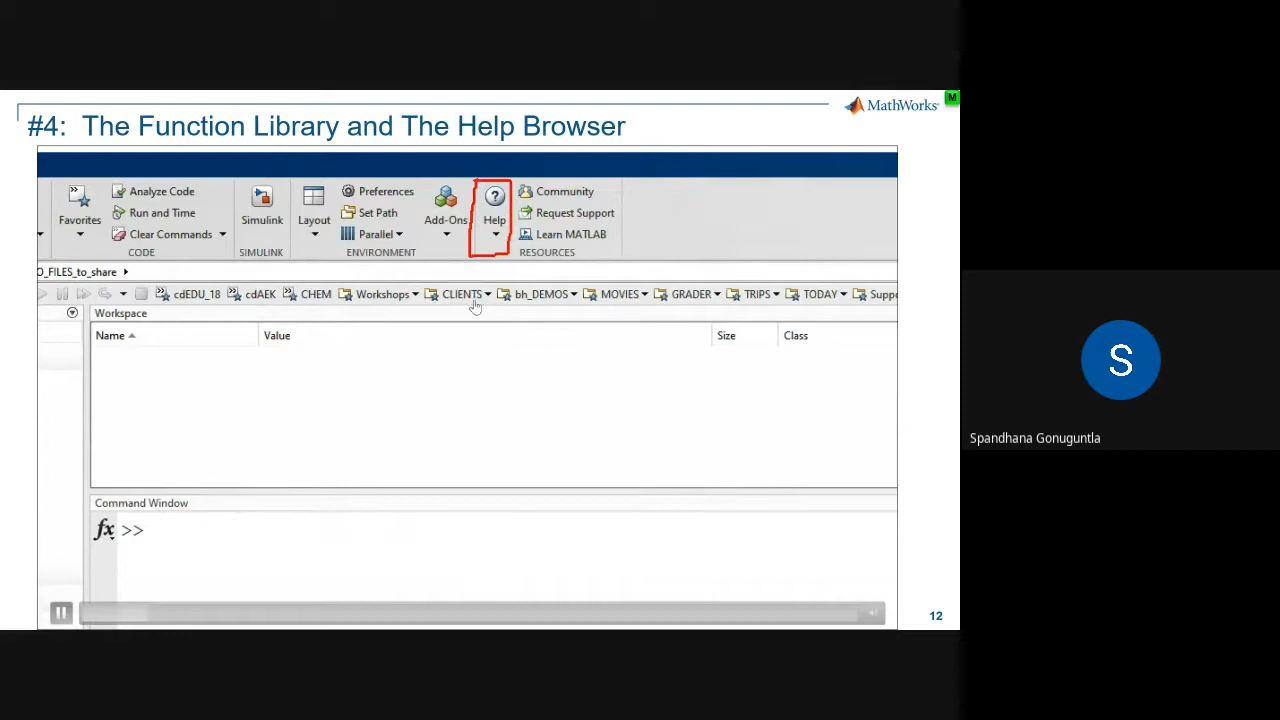 MathWorks®
M
#4: The Function Library and The Help Browser
Favorites
Analyze Code
Run and Time
Clear Commands
CODE
Simulink
SIMULINK
Layout
Preferences
Set Path
Parallel
Add-Ons
ENVIRONMENT
? Help
Community
Request Support
Learn MATLAB
RESOURCES
O_FILES_to_share
cdEDU_18 cdAEK CHEM Workshops CLIENTS bh_DEMOS MOVIES GRADER TRIPS TODAY Suppo
Workspace
Name Value Size Class
Command Window
fx >>
12
S
Spandhana Gonuguntla